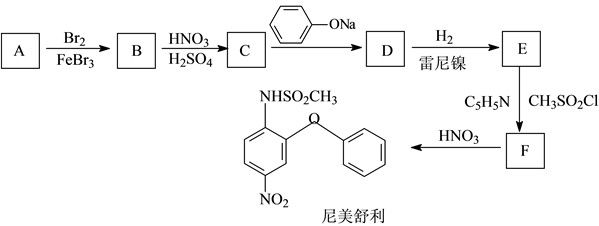 ONa
A Br2 FeBr3 B HNO3 H2SO4 C D H2 雷尼镍 E
C5H5N CH3SO2Cl
NHSO2CH3
O
HNO3 F
NO2
尼美舒利